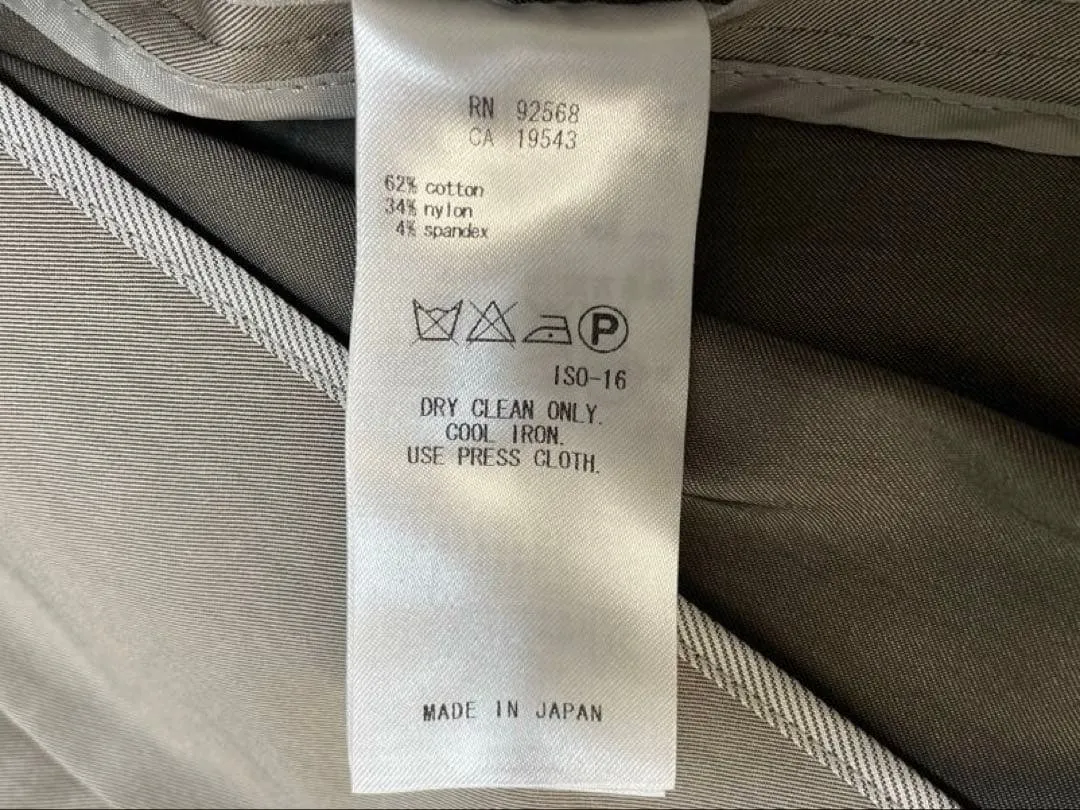 RN 92568
CA 19543
62% cotton
34% nylon
4% spandex
P
ISO-16
DRY CLEAN ONLY.
COOL IRON.
USE PRESS CLOTH.
MADE IN JAPAN